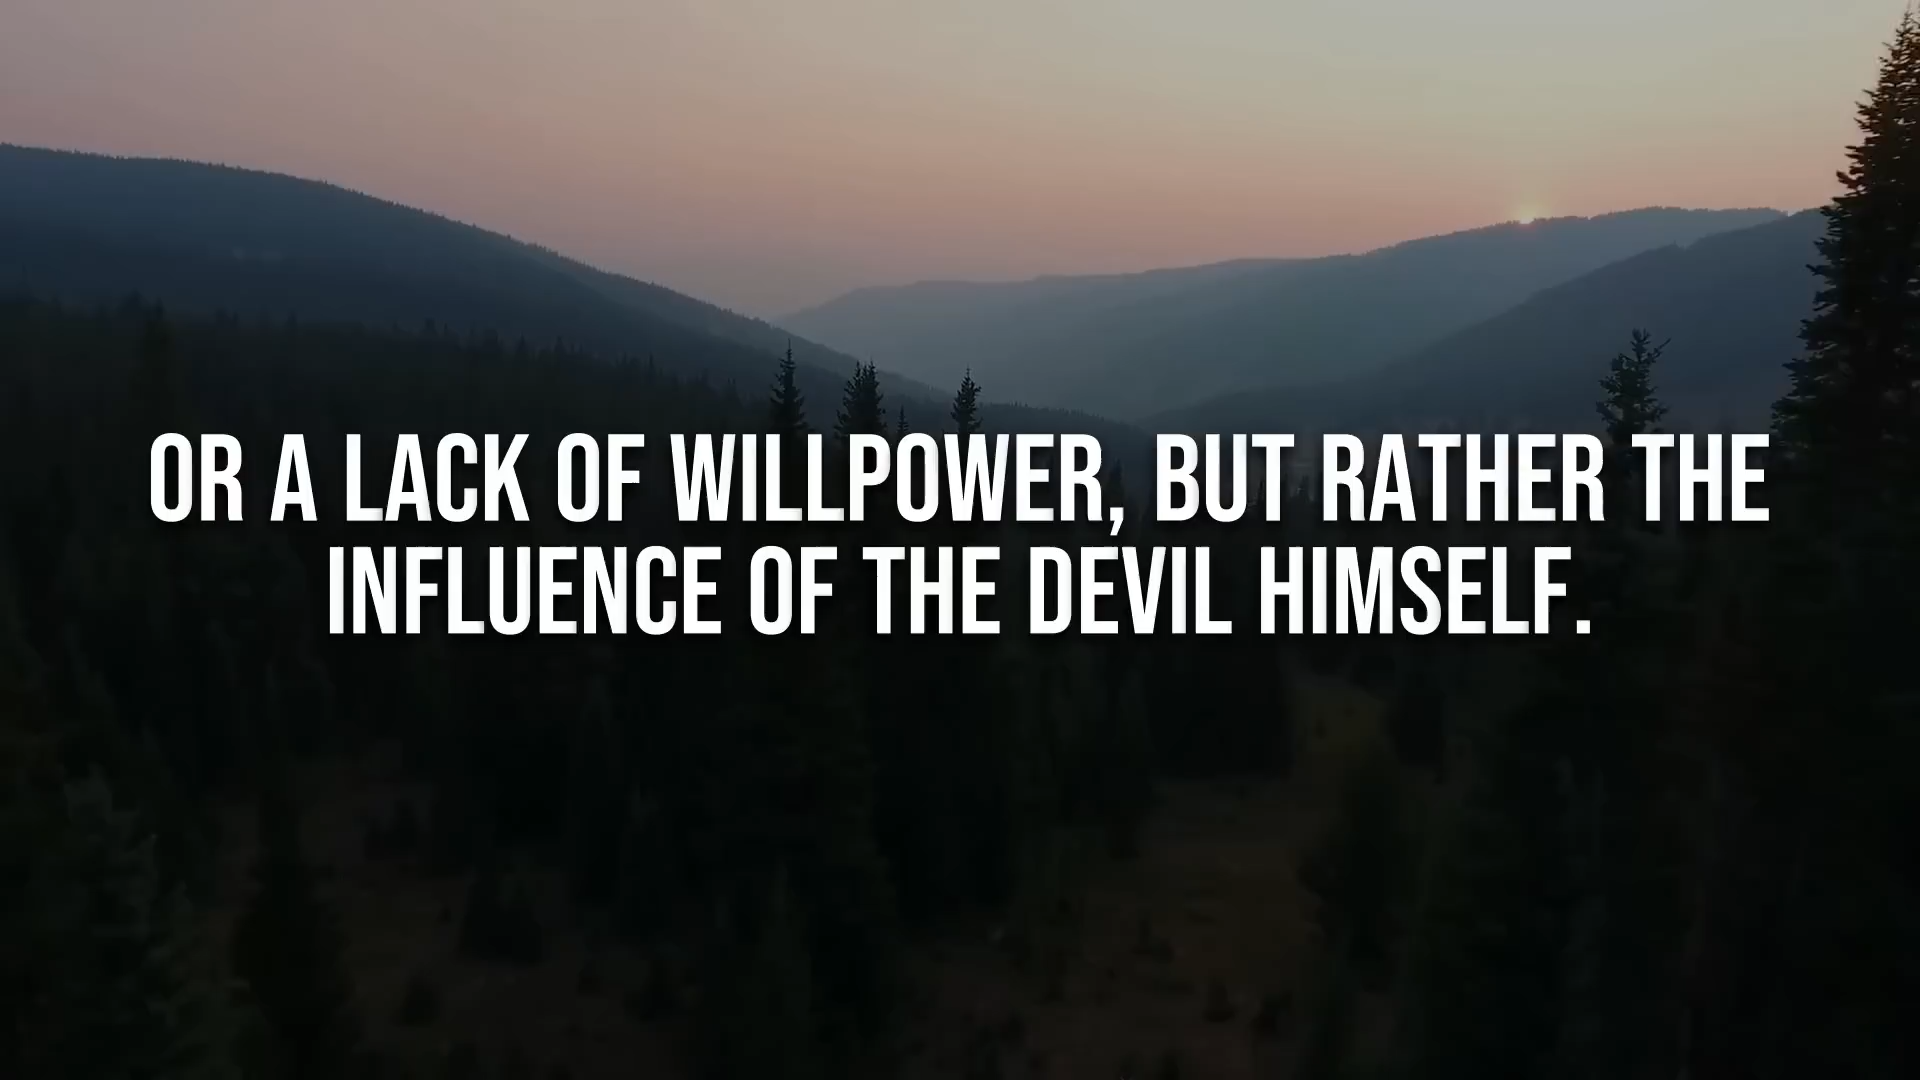 OR A LACK OF WILLPOWER, BUT RATHER THE
INFLUENCE OF THE DEVIL HIMSELF.